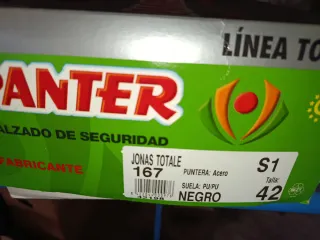 LÍNEA TO
PANTER
ALZADO DE SEGURIDAD
FABRICANTE
JONAS TOTALE
167 PUNTERA: Acero S1
SUELA: PU/PU Talla:
NEGRO 42